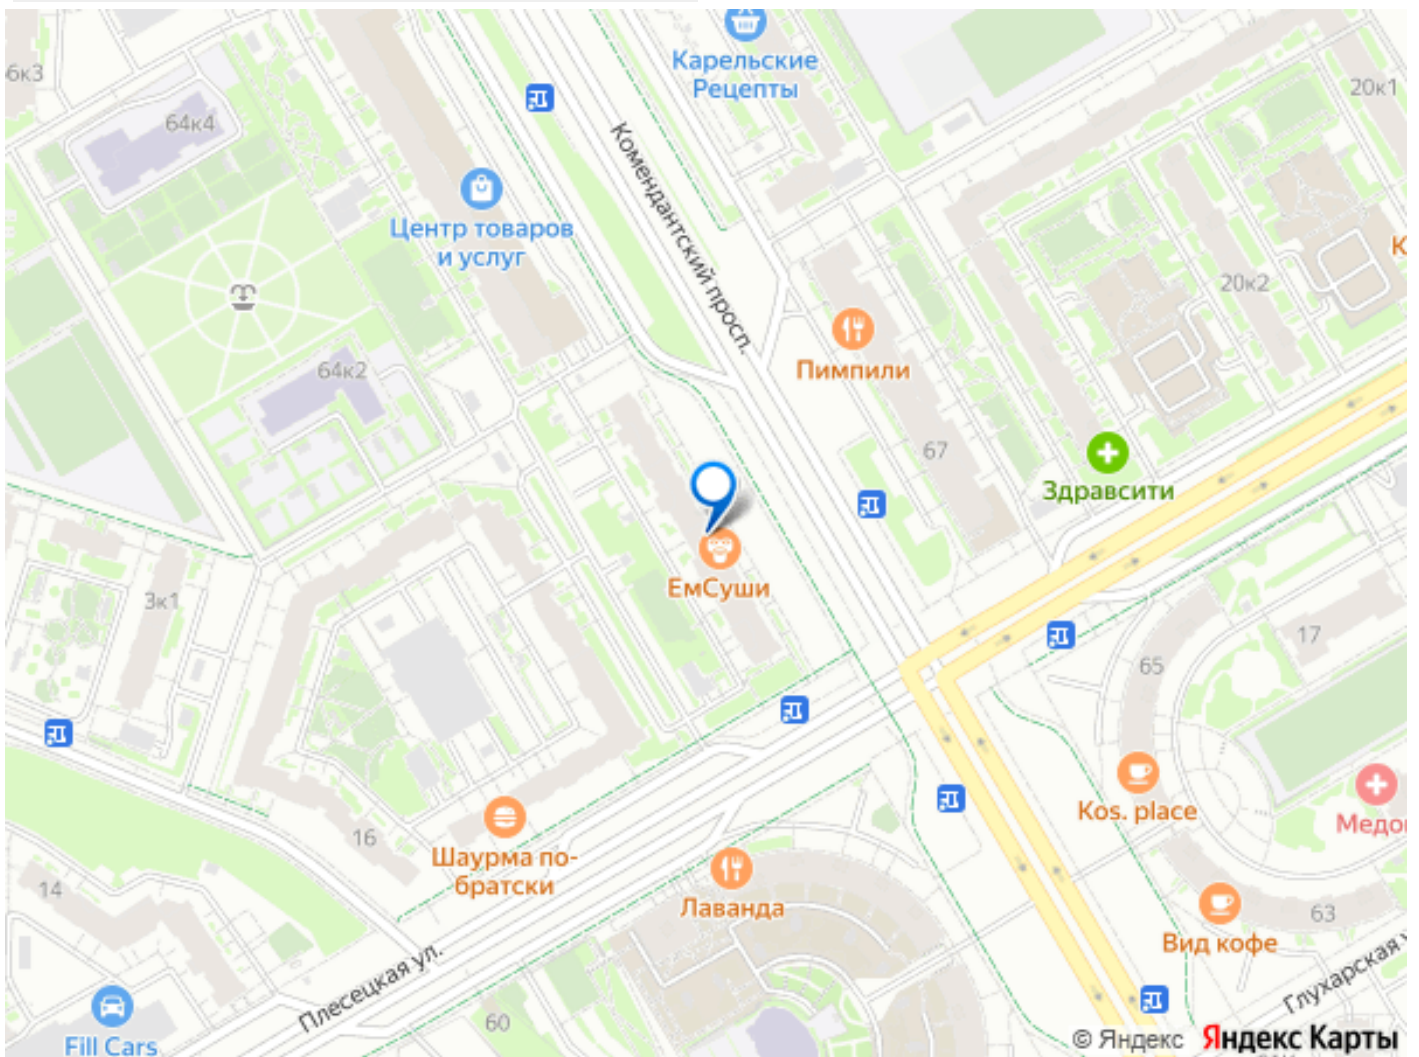 Карельские
Рецепты
6к3
20к1
64к4
Комендантский просп.
Центр товаров
и услуг
20к2
К
64к2
Пимпили
67
Здравсити
ЕмСуши
3к1
17
65
Kos. place
Медо
16
Шаурма по-
братски
14
Лаванда
63
Вид кофе
Плесецкая ул.
Глухарская у
60
Fill Cars
© Яндекс Яндекс Карты